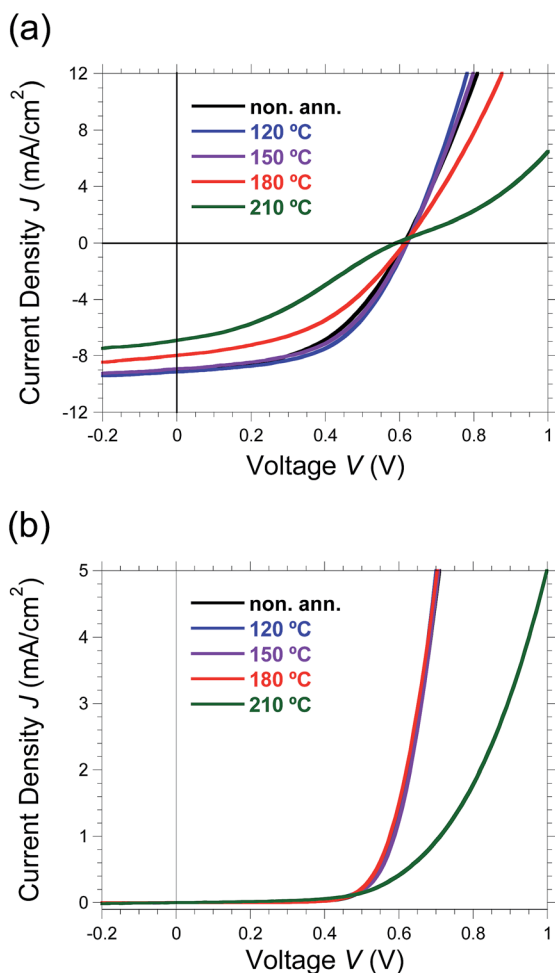 (a)
12
8
4
0
-4
-8
-12
Current Density J (mA/cm²)
non. ann.
120 ºC
150 ºC
180 ºC
210 ºC
-0.2 0 0.2 0.4 0.6 0.8 1
Voltage V (V)
(b)
5
4
3
2
1
0
Current Density J (mA/cm²)
non. ann.
120 ºC
150 ºC
180 ºC
210 ºC
-0.2 0 0.2 0.4 0.6 0.8 1
Voltage V (V)